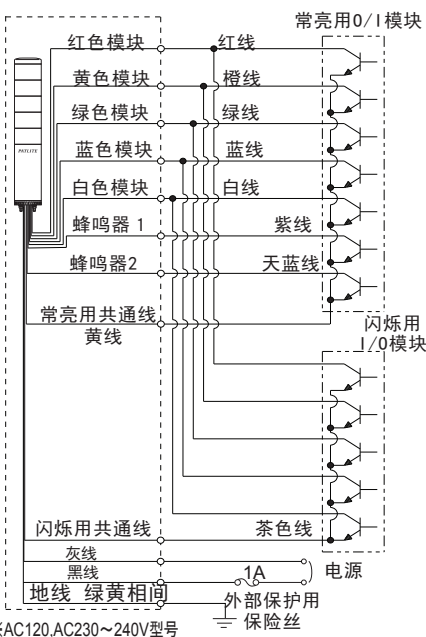 常亮用O/I模块
红色模块 红线
黄色模块 橙线
绿色模块 绿线
PATLITE
蓝色模块 蓝线
白色模块 白线
蜂鸣器 1 紫线
蜂鸣器2 天蓝线
常亮用共通线
黄线
闪烁用
I/O模块
闪烁用共通线 茶色线
灰线
黑线 1A 电源
地线 绿黄相间 外部保护用
保险丝
※AC120,AC230～240V型号